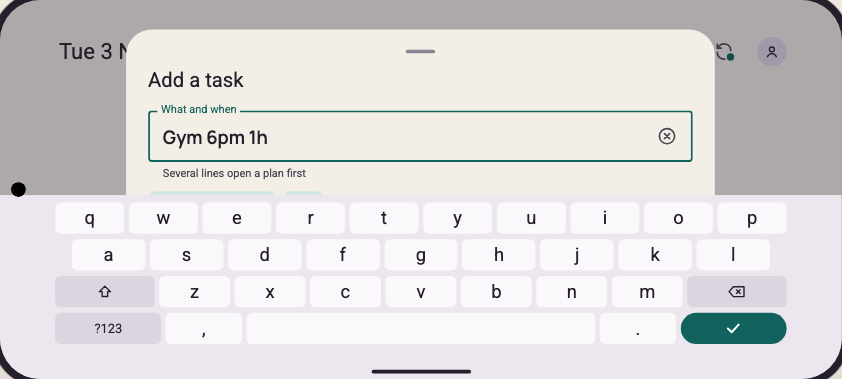 Tue 3 N
Add a task
What and when
Gym 6pm 1h
Several lines open a plan first
q w e r t y u i o p
a s d f g h j k l
z x c v b n m
?123 , .